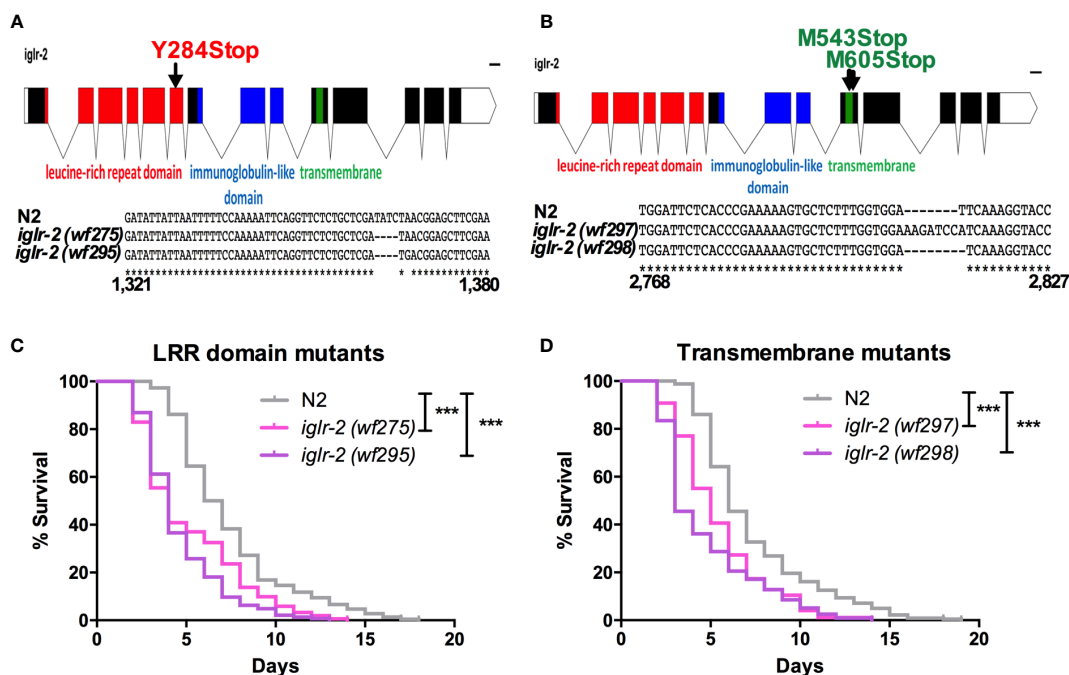 A
Y284Stop
iglr-2
leucine-rich repeat domain immunoglobulin-like transmembrane
domain
N2 GATATTATTAATTTTTCCAAAAATTCAGGTTCTCTGCTCGATATCTAACGGAGCTTCGAA
iglr-2 (wf275) GATATTATTAATTTTTCCAAAAATTCAGGTTCTCTGCTCGA----TAACGGAGCTTCGAA
iglr-2 (wf295) GATATTATTAATTTTTCCAAAAATTCAGGTTCTCTGCTCGA----TGACGGAGCTTCGAA
***************************************** * *************
1,321 1,380
B
M543Stop
M605Stop
iglr-2
leucine-rich repeat domain immunoglobulin-like transmembrane
domain
N2 TGGATTCTCACCCGAAAAAGTGCTCTTTGGTGGA--------TTCAAAGGTACC
iglr-2 (wf297) TGGATTCTCACCCGAAAAAGTGCTCTTTGGTGGAAAGATCCATCAAAGGTACC
iglr-2 (wf298) TGGATTCTCACCCGAAAAAGTGCTCTTTGGTGGA--------TCAAAGGTACC
********************************** ************
2,768 2,827
C
LRR domain mutants
N2
iglr-2 (wf275)
iglr-2 (wf295)
***
***
% Survival
100
80
60
40
20
0
0 5 10 15 20
Days
D
Transmembrane mutants
N2
iglr-2 (wf297)
iglr-2 (wf298)
***
***
% Survival
100
80
60
40
20
0
0 5 10 15 20
Days